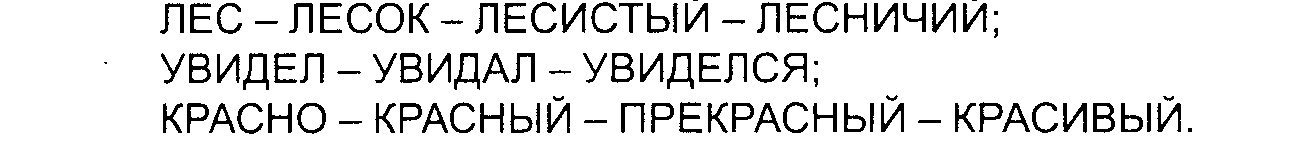 ЛЕС – ЛЕСОК – ЛЕСИСТЫЙ – ЛЕСНИЧИЙ;
УВИДЕЛ – УВИДАЛ – УВИДЕЛСЯ;
КРАСНО – КРАСНЫЙ – ПРЕКРАСНЫЙ – КРАСИВЫЙ.